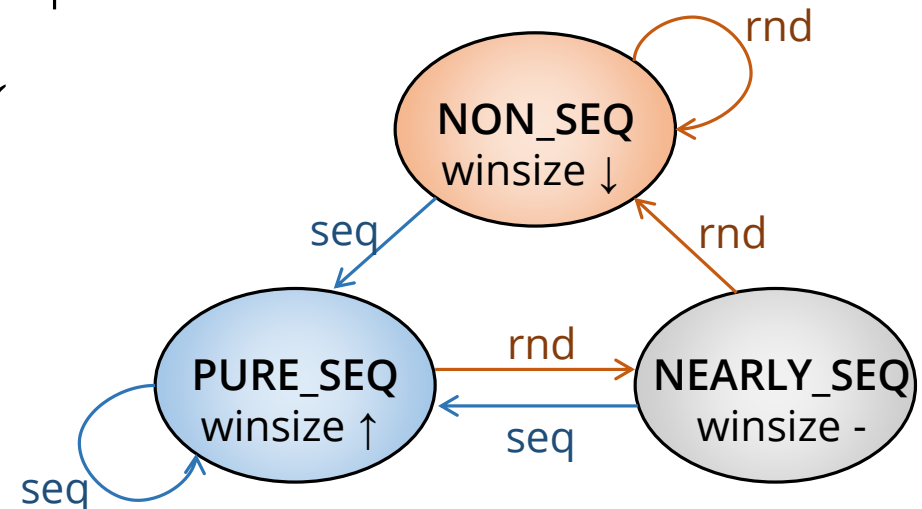 rnd
NON_SEQ
winsize ↓
seq
rnd
PURE_SEQ
winsize ↑
rnd
seq
NEARLY_SEQ
winsize -
seq